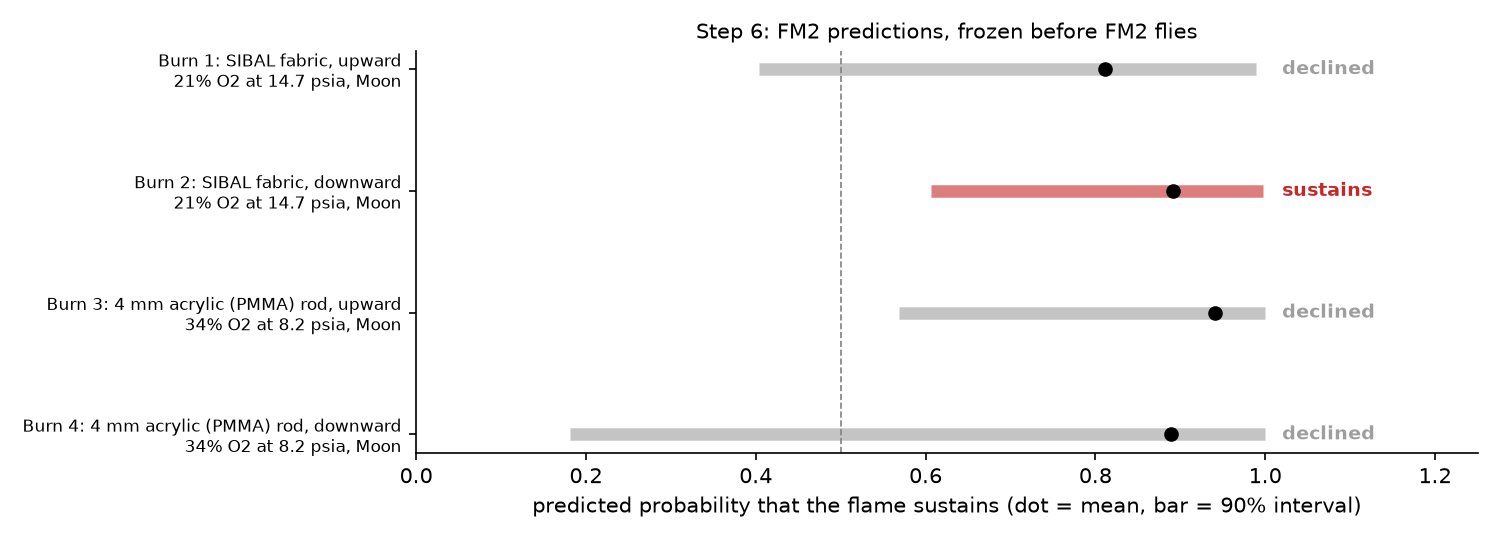 Step 6: FM2 predictions, frozen before FM2 flies
Burn 1: SIBAL fabric, upward
21% O2 at 14.7 psia, Moon
declined
Burn 2: SIBAL fabric, downward
21% O2 at 14.7 psia, Moon
sustains
Burn 3: 4 mm acrylic (PMMA) rod, upward
34% O2 at 8.2 psia, Moon
declined
Burn 4: 4 mm acrylic (PMMA) rod, downward
34% O2 at 8.2 psia, Moon
declined
0.0 0.2 0.4 0.6 0.8 1.0 1.2
predicted probability that the flame sustains (dot = mean, bar = 90% interval)